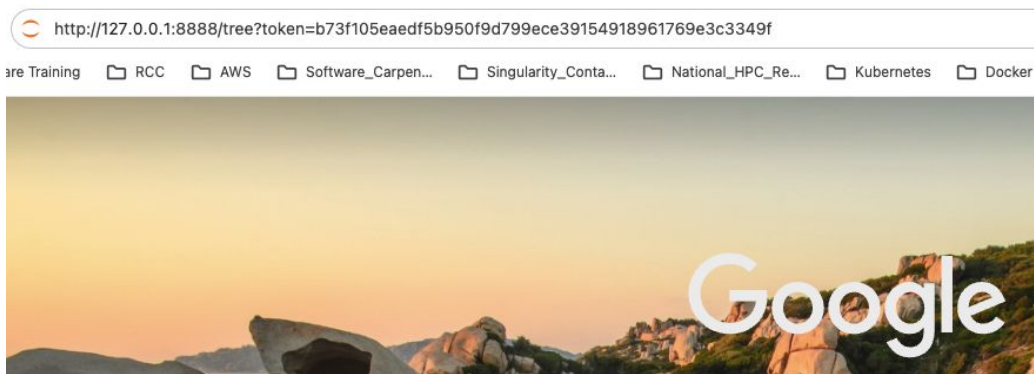 http://127.0.0.1:8888/tree?token=b73f105eaedf5b950f9d799ece39154918961769e3c3349f
are Training RCC AWS Software_Carpen... Singularity_Conta... National_HPC_Re... Kubernetes Docker
Google